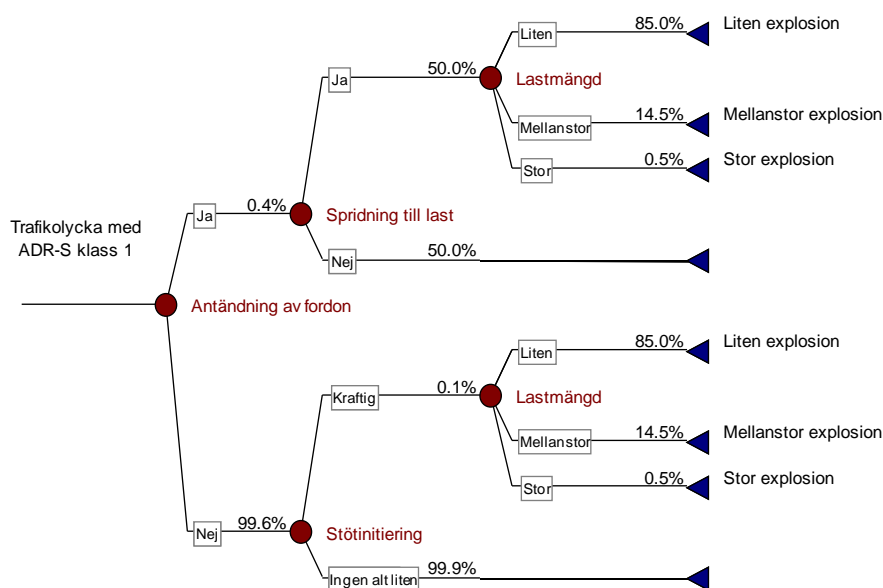 Liten
85.0%
Liten explosion
Ja
50.0%
Lastmängd
Mellanstor
14.5%
Mellanstor explosion
Stor
0.5%
Stor explosion
Trafikolycka med
ADR-S klass 1
Ja
0.4%
Spridning till last
Nej
50.0%
Antändning av fordon
Liten
85.0%
Liten explosion
Kraftig
0.1%
Lastmängd
Mellanstor
14.5%
Mellanstor explosion
Stor
0.5%
Stor explosion
Nej
99.6%
Stötinitiering
Ingen alt liten
99.9%